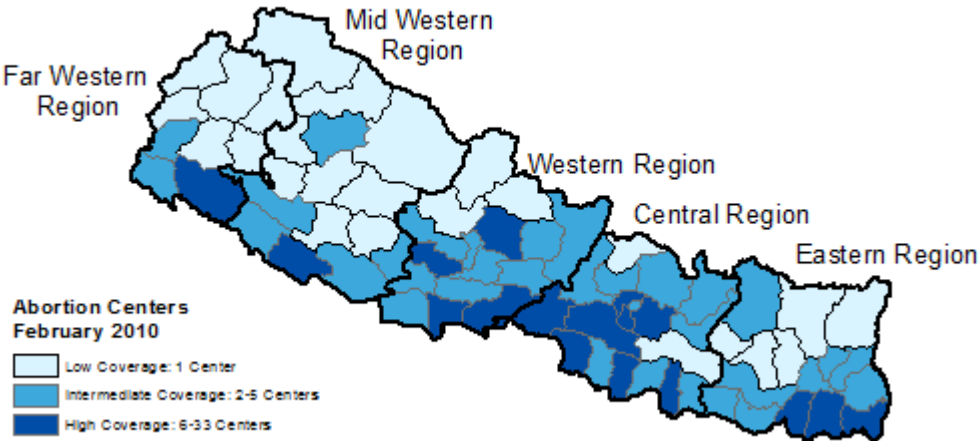 Mid Western
Region
Far Western
Region
Western Region
Central Region
Eastern Region
Abortion Centers
February 2010
Low Coverage: 1 Center
Intermediate Coverage: 2-5 Centers
High Coverage: 6-33 Centers